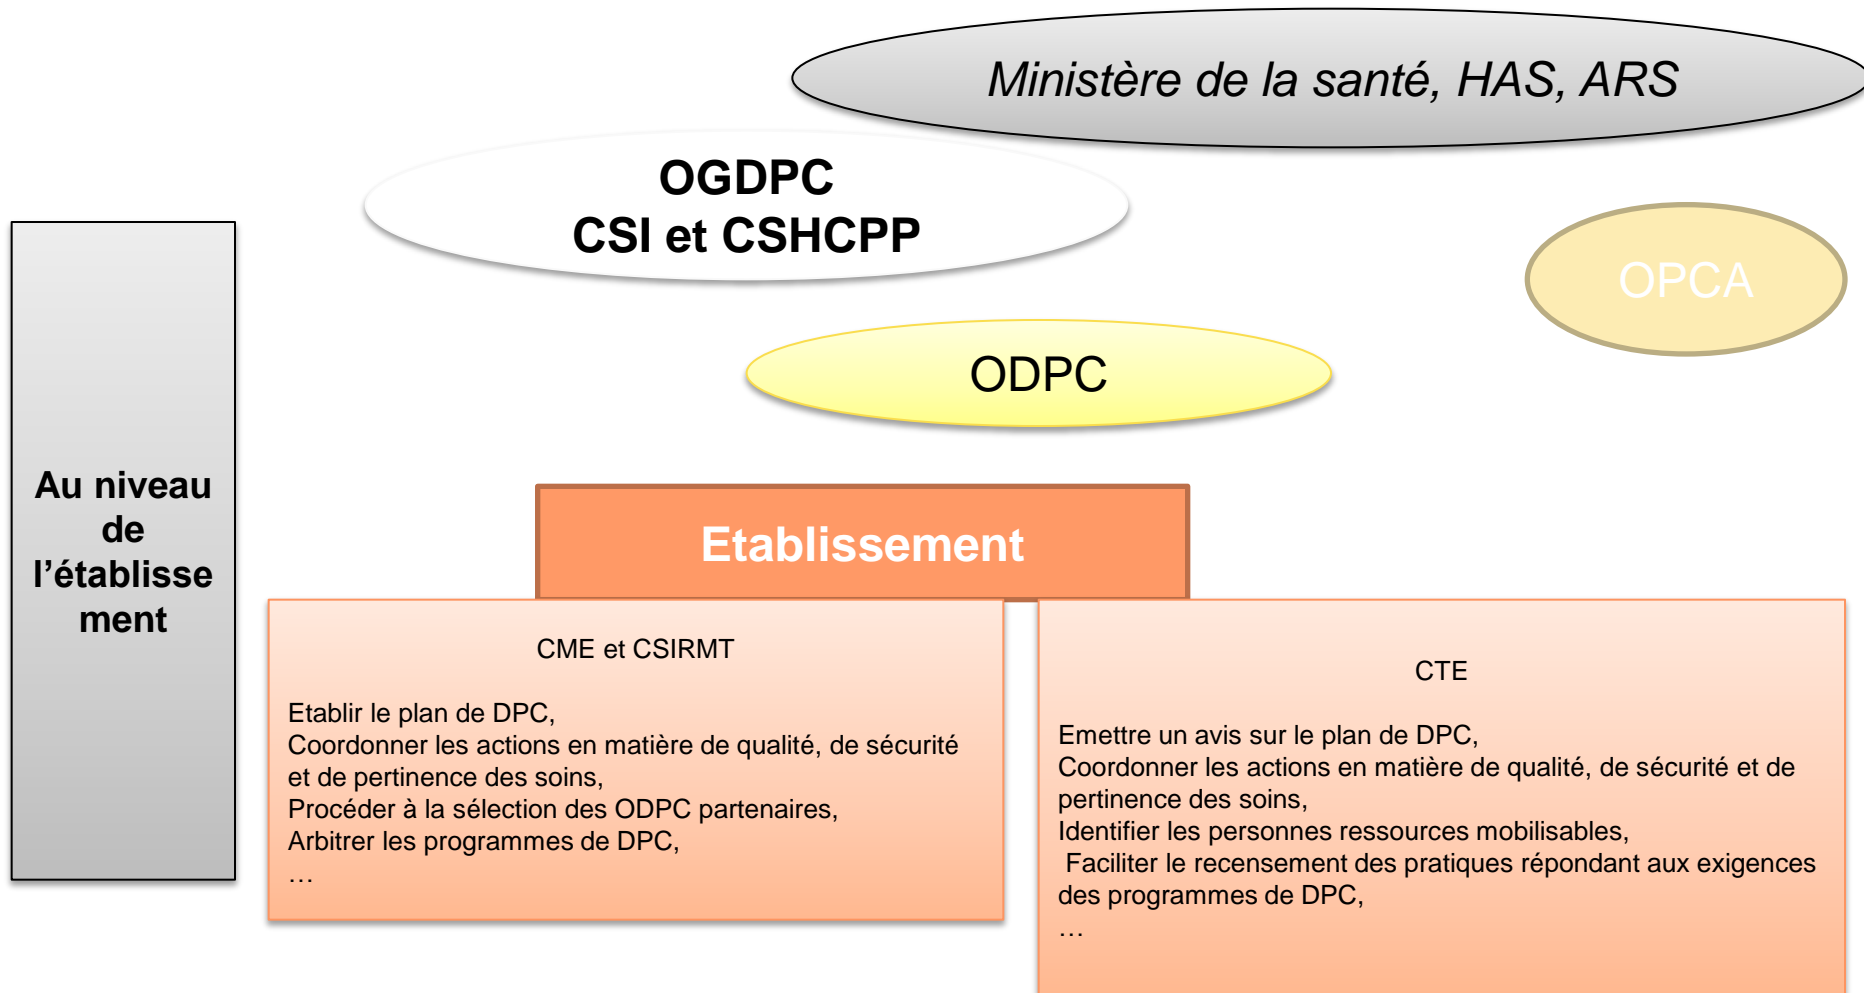 Ministère de la santé, HAS, ARS
OGDPC
CSI et CSHCPP
OPCA
ODPC
Au niveau
de
l’établisse
ment
Etablissement
CME et CSIRMT
Etablir le plan de DPC,
Coordonner les actions en matière de qualité, de sécurité
et de pertinence des soins,
Procéder à la sélection des ODPC partenaires,
Arbitrer les programmes de DPC,
…
CTE
Emettre un avis sur le plan de DPC,
Coordonner les actions en matière de qualité, de sécurité et de
pertinence des soins,
Identifier les personnes ressources mobilisables,
Faciliter le recensement des pratiques répondant aux exigences
des programmes de DPC,
…